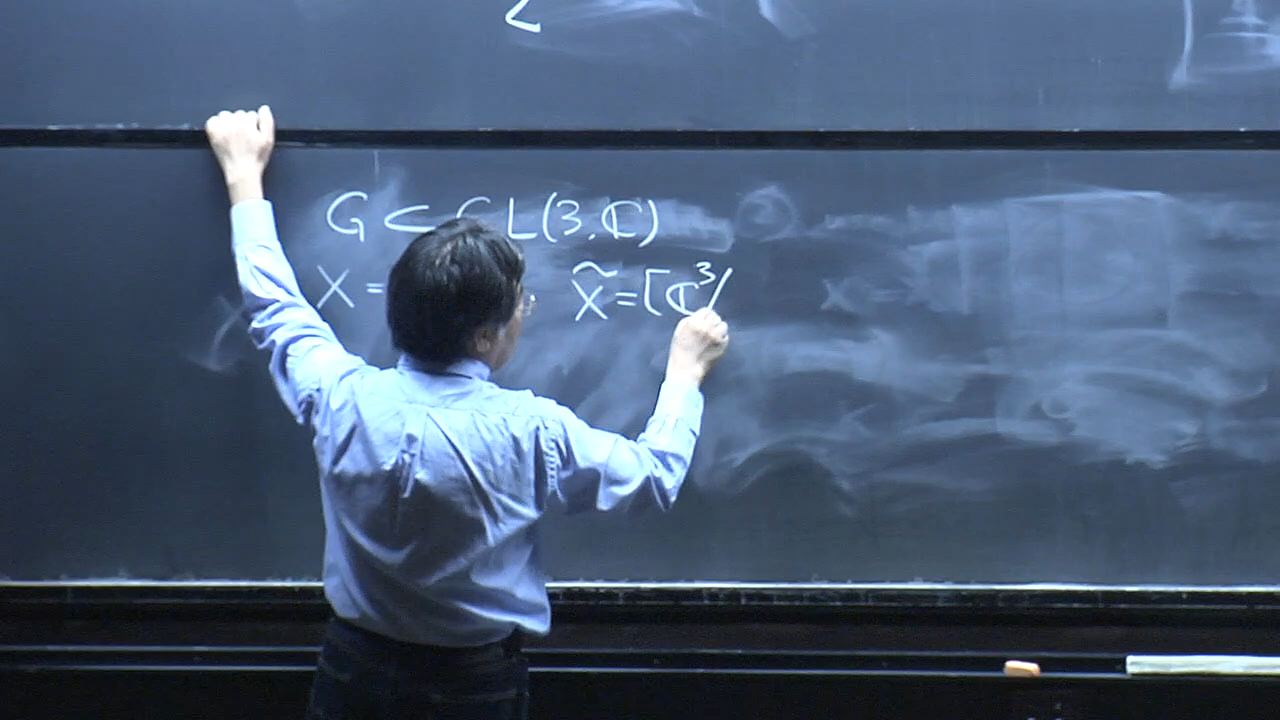 G ⊂ GL(3,ℂ)
X = X̃ = [ℂ³/